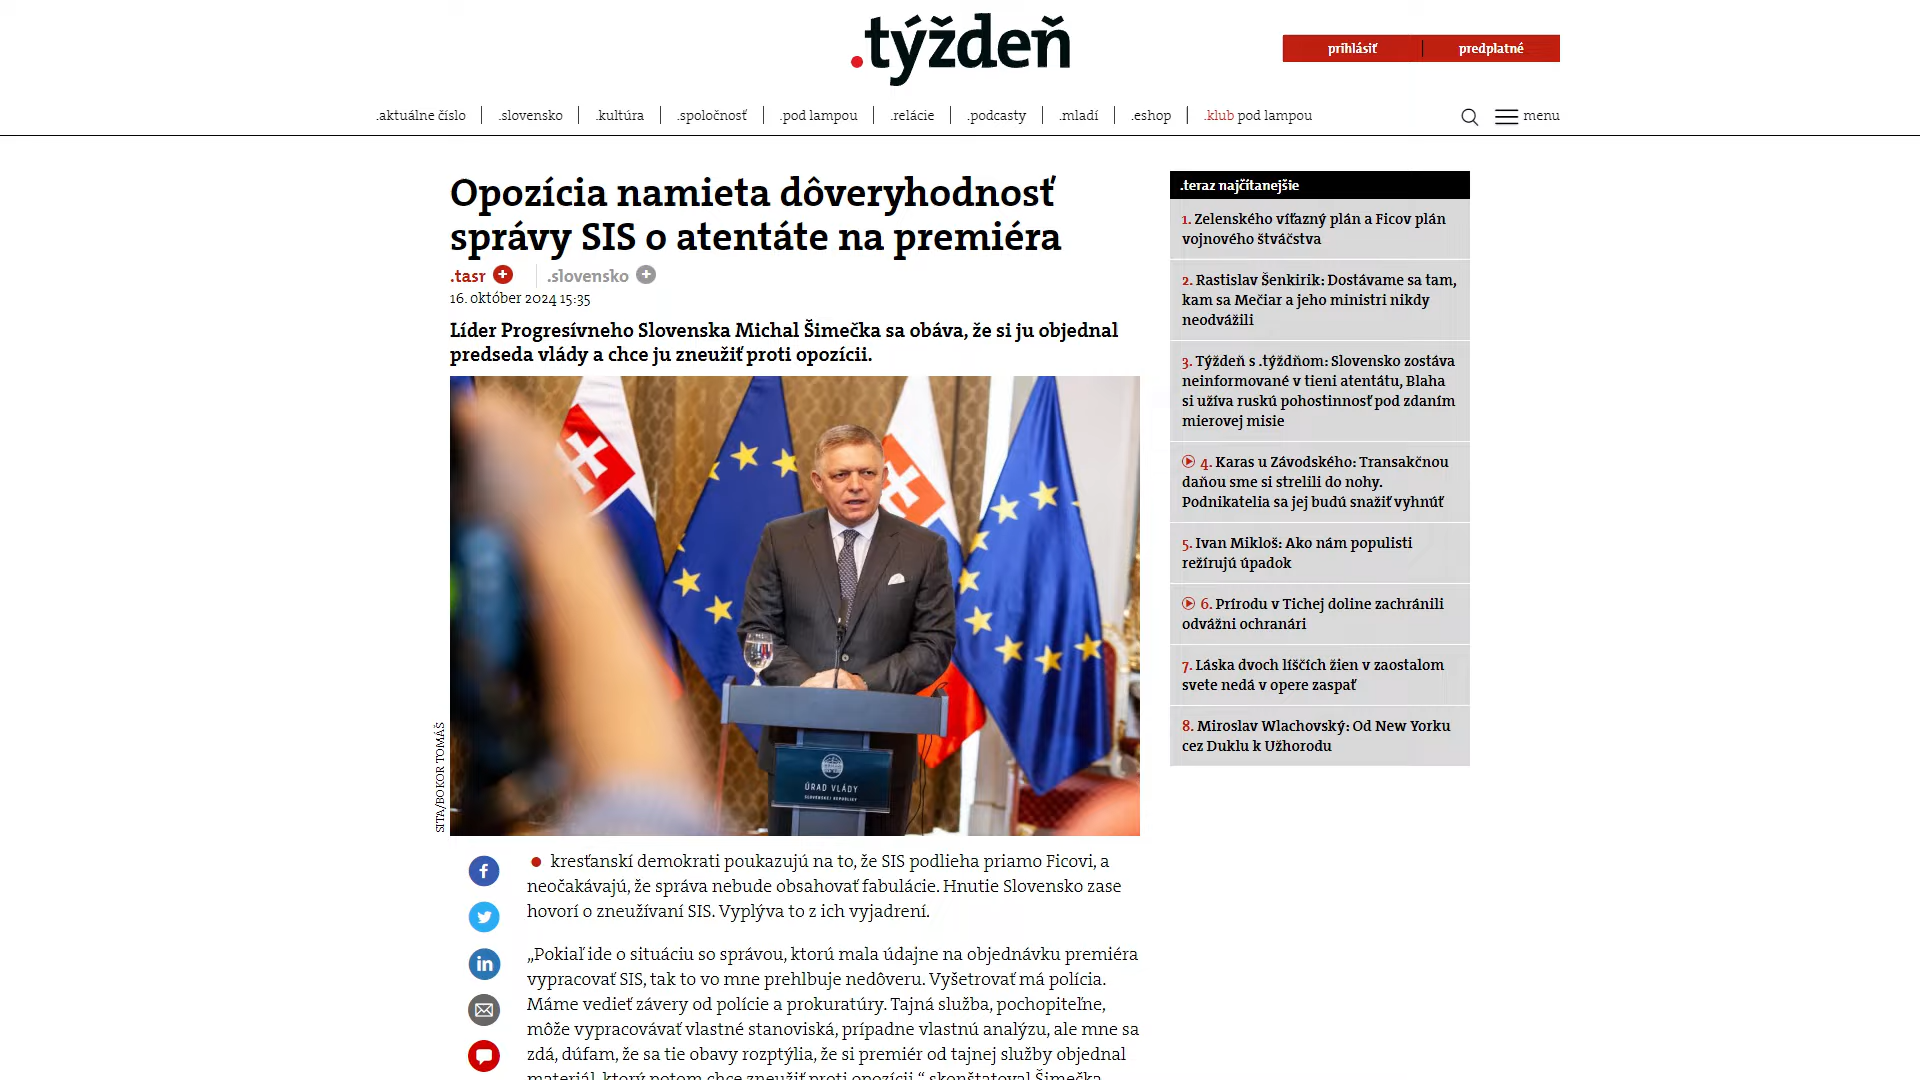 .týždeň
prihlásiť
predplatné
.aktuálne číslo
.slovensko
.kultúra
.spoločnosť
.pod lampou
.relácie
.podcasty
.mladí
.eshop
.klub pod lampou
menu
Opozícia namieta dôveryhodnosť
správy SIS o atentáte na premiéra
.tasr
.slovensko
16. október 2024 15:35
Líder Progresívneho Slovenska Michal Šimečka sa obáva, že si ju objednal
predseda vlády a chce ju zneužiť proti opozícii.
ÚRAD VLÁDY
SLOVENSKEJ REPUBLIKY
SITA/BOKOR TOMÁŠ
kresťanskí demokrati poukazujú na to, že SIS podlieha priamo Ficovi, a
neočakávajú, že správa nebude obsahovať fabulácie. Hnutie Slovensko zase
hovorí o zneužívaní SIS. Vyplýva to z ich vyjadrení.
„Pokiaľ ide o situáciu so správou, ktorú mala údajne na objednávku premiéra
vypracovať SIS, tak to vo mne prehlbuje nedôveru. Vyšetrovať má polícia.
Máme vedieť závery od polície a prokuratúry. Tajná služba, pochopiteľne,
môže vypracovávať vlastné stanoviská, prípadne vlastnú analýzu, ale mne sa
zdá, dúfam, že sa tie obavy rozptýlia, že si premiér od tajnej služby objednal
materiál, ktorý potom chce zneužiť proti opozícii,“ skonštatoval Šimečka.
.teraz najčítanejšie
1. Zelenského víťazný plán a Ficov plán
vojnového štváčstva
2. Rastislav Šenkirik: Dostávame sa tam,
kam sa Mečiar a jeho ministri nikdy
neodvážili
3. Týždeň s .týždňom: Slovensko zostáva
neinformované v tieni atentátu, Blaha
si užíva ruskú pohostinnosť pod zdaním
mierovej misie
4. Karas u Závodského: Transakčnou
daňou sme si strelili do nohy.
Podnikatelia sa jej budú snažiť vyhnúť
5. Ivan Mikloš: Ako nám populisti
režírujú úpadok
6. Prírodu v Tichej doline zachránili
odvážni ochranári
7. Láska dvoch líščích žien v zaostalom
svete nedá v opere zaspať
8. Miroslav Wlachovský: Od New Yorku
cez Duklu k Užhorodu